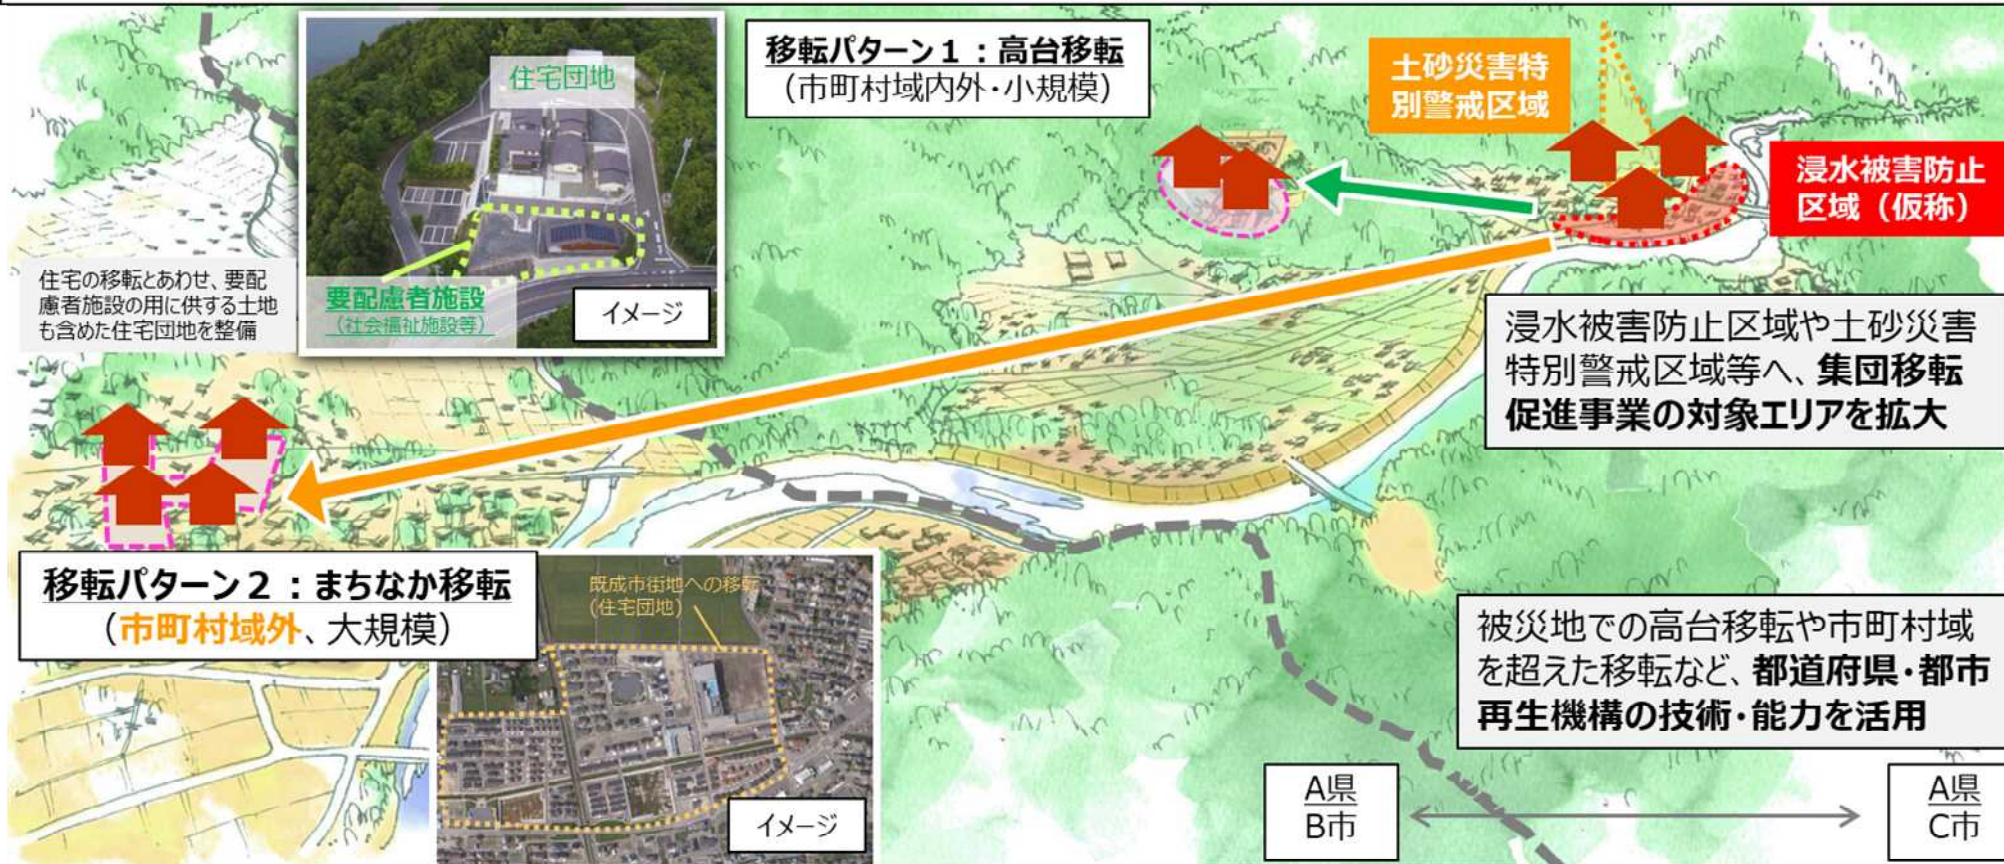 住宅団地
要配慮者施設
（社会福祉施設等）
イメージ
移転パターン１：高台移転
（市町村域内外・小規模）
土砂災害特
別警戒区域
浸水被害防止
区域（仮称）
住宅の移転とあわせ、要配
慮者施設の用に供する土地
も含めた住宅団地を整備
浸水被害防止区域や土砂災害
特別警戒区域等へ、集団移転
促進事業の対象エリアを拡大
移転パターン２：まちなか移転
（市町村域外、大規模）
既成市街地への移転
（住宅団地）
イメージ
被災地での高台移転や市町村域
を超えた移転など、都道府県・都市
再生機構の技術・能力を活用
A県
B市
A県
C市